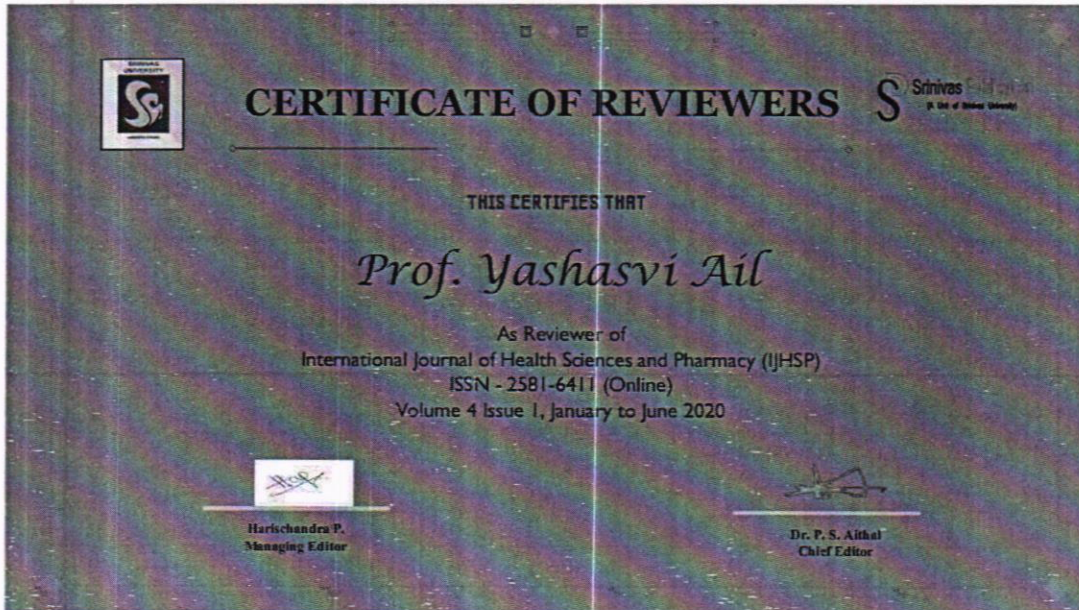 SRINIVAS
UNIVERSITY
CERTIFICATE OF REVIEWERS
Srinivas
THIS CERTIFIES THAT
Prof. Yashasvi Ail
As Reviewer of
International Journal of Health Sciences and Pharmacy (IJHSP)
ISSN - 2581-6411 (Online)
Volume 4 Issue 1, January to June 2020
Harischandra P.
Managing Editor
Dr. P. S. Aithal
Chief Editor